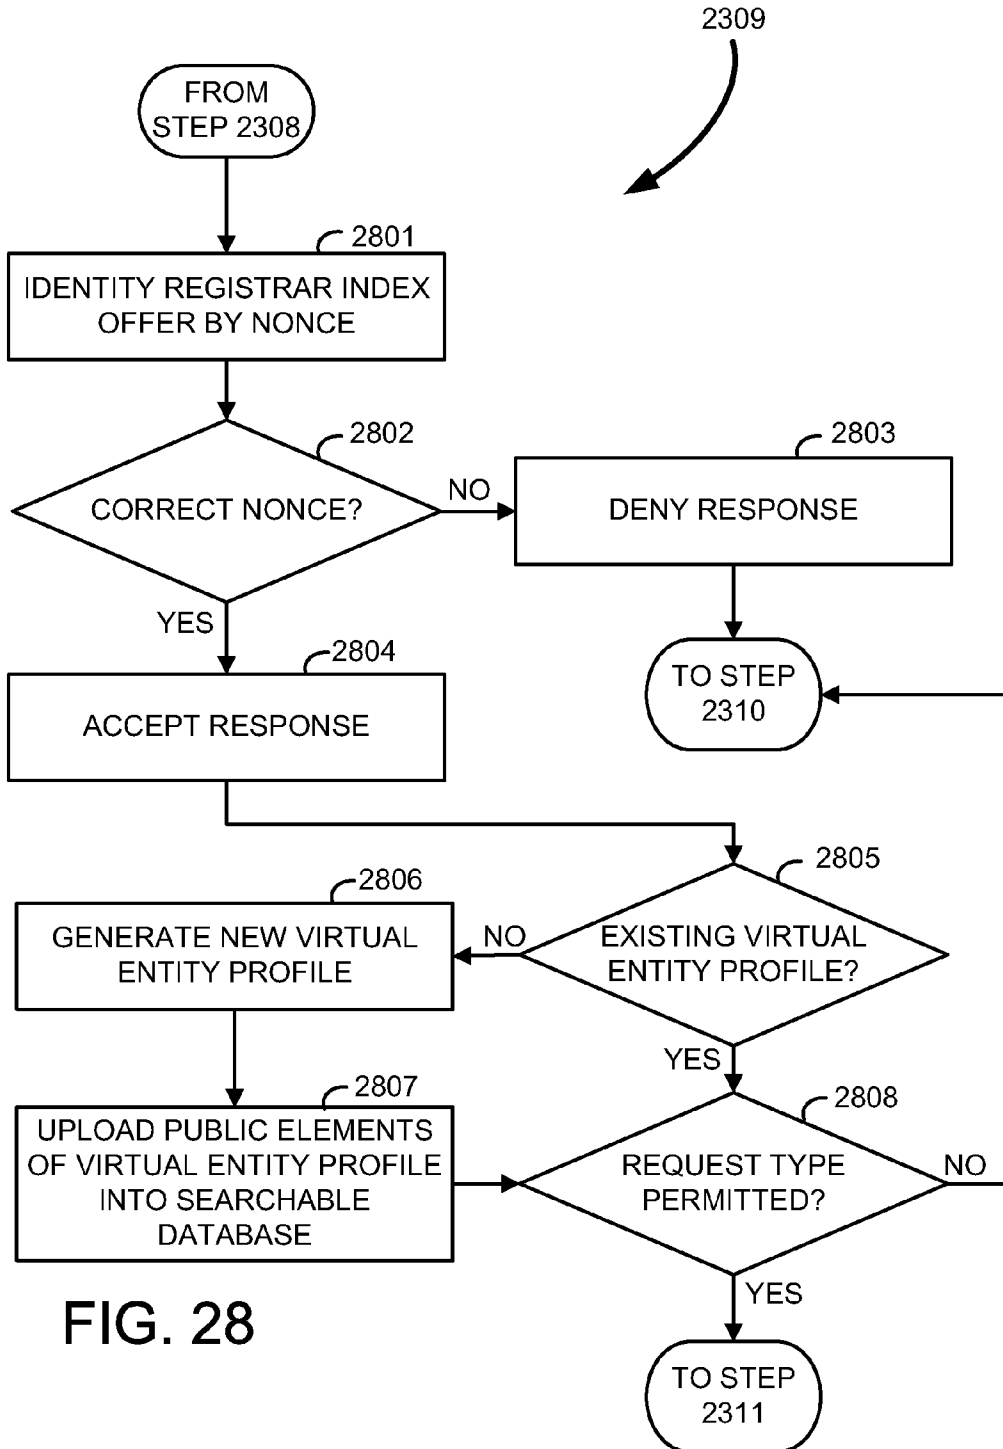 2309
FROM
STEP 2308
2801
IDENTITY REGISTRAR INDEX
OFFER BY NONCE
2802
CORRECT NONCE?
NO
2803
DENY RESPONSE
YES
2804
ACCEPT RESPONSE
TO STEP
2310
2805
EXISTING VIRTUAL
ENTITY PROFILE?
NO
2806
GENERATE NEW VIRTUAL
ENTITY PROFILE
YES
2807
UPLOAD PUBLIC ELEMENTS
OF VIRTUAL ENTITY PROFILE
INTO SEARCHABLE
DATABASE
2808
REQUEST TYPE
PERMITTED?
NO
YES
TO STEP
2311
FIG. 28